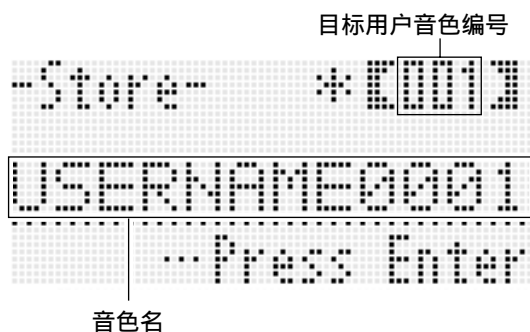 目标用户音色编号
-Store- *【001】
USERNAME0001
…Press Enter
音色名